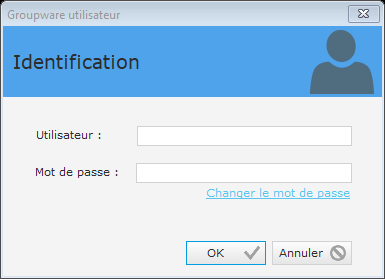 Groupware utilisateur
Identification
Utilisateur :
Mot de passe :
Changer le mot de passe
OK
Annuler